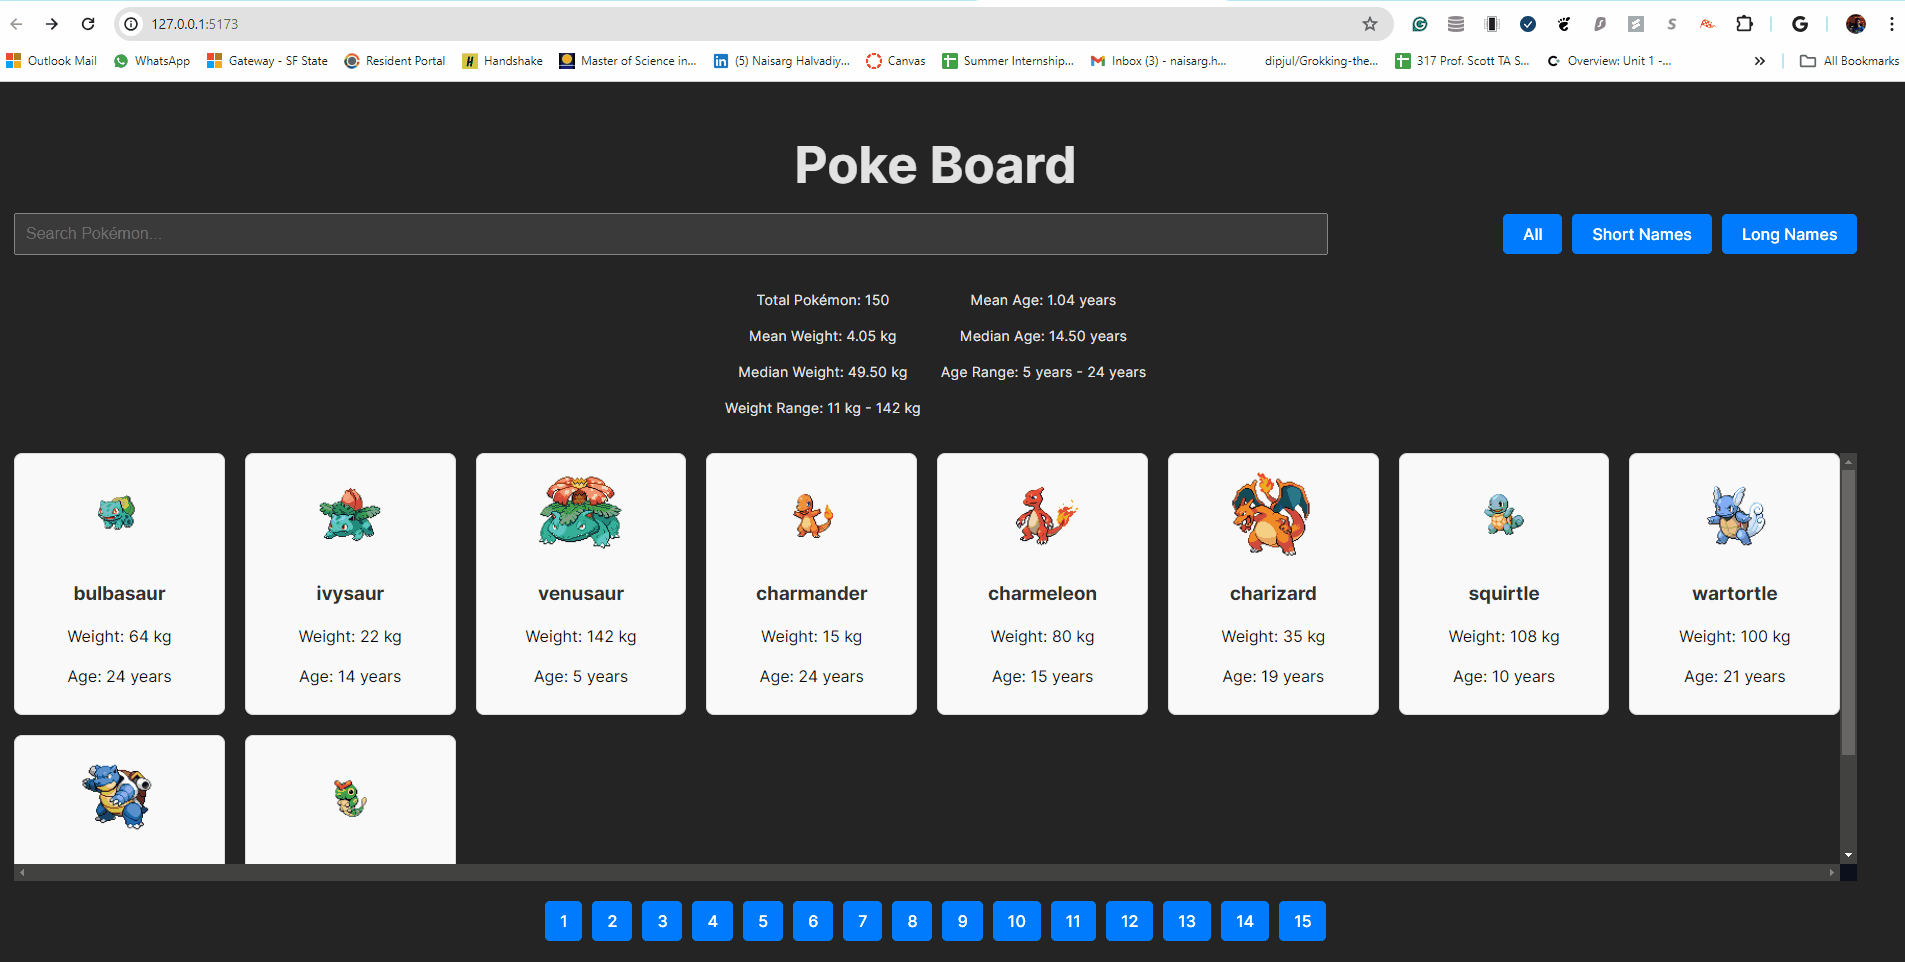 127.0.0.1:5173
Outlook Mail WhatsApp Gateway - SF State Resident Portal Handshake Master of Science in... (5) Naisarg Halvadiy... Canvas Summer Internship... Inbox (3) - naisarg.h... dipjul/Grokking-the... 317 Prof. Scott TA S... Overview: Unit 1 -... » All Bookmarks
Poke Board
Search Pokémon...
All Short Names Long Names
Total Pokémon: 150 Mean Age: 1.04 years
Mean Weight: 4.05 kg Median Age: 14.50 years
Median Weight: 49.50 kg Age Range: 5 years - 24 years
Weight Range: 11 kg - 142 kg
bulbasaur ivysaur venusaur charmander charmeleon charizard squirtle wartortle
Weight: 64 kg Weight: 22 kg Weight: 142 kg Weight: 15 kg Weight: 80 kg Weight: 35 kg Weight: 108 kg Weight: 100 kg
Age: 24 years Age: 14 years Age: 5 years Age: 24 years Age: 15 years Age: 19 years Age: 10 years Age: 21 years
1 2 3 4 5 6 7 8 9 10 11 12 13 14 15